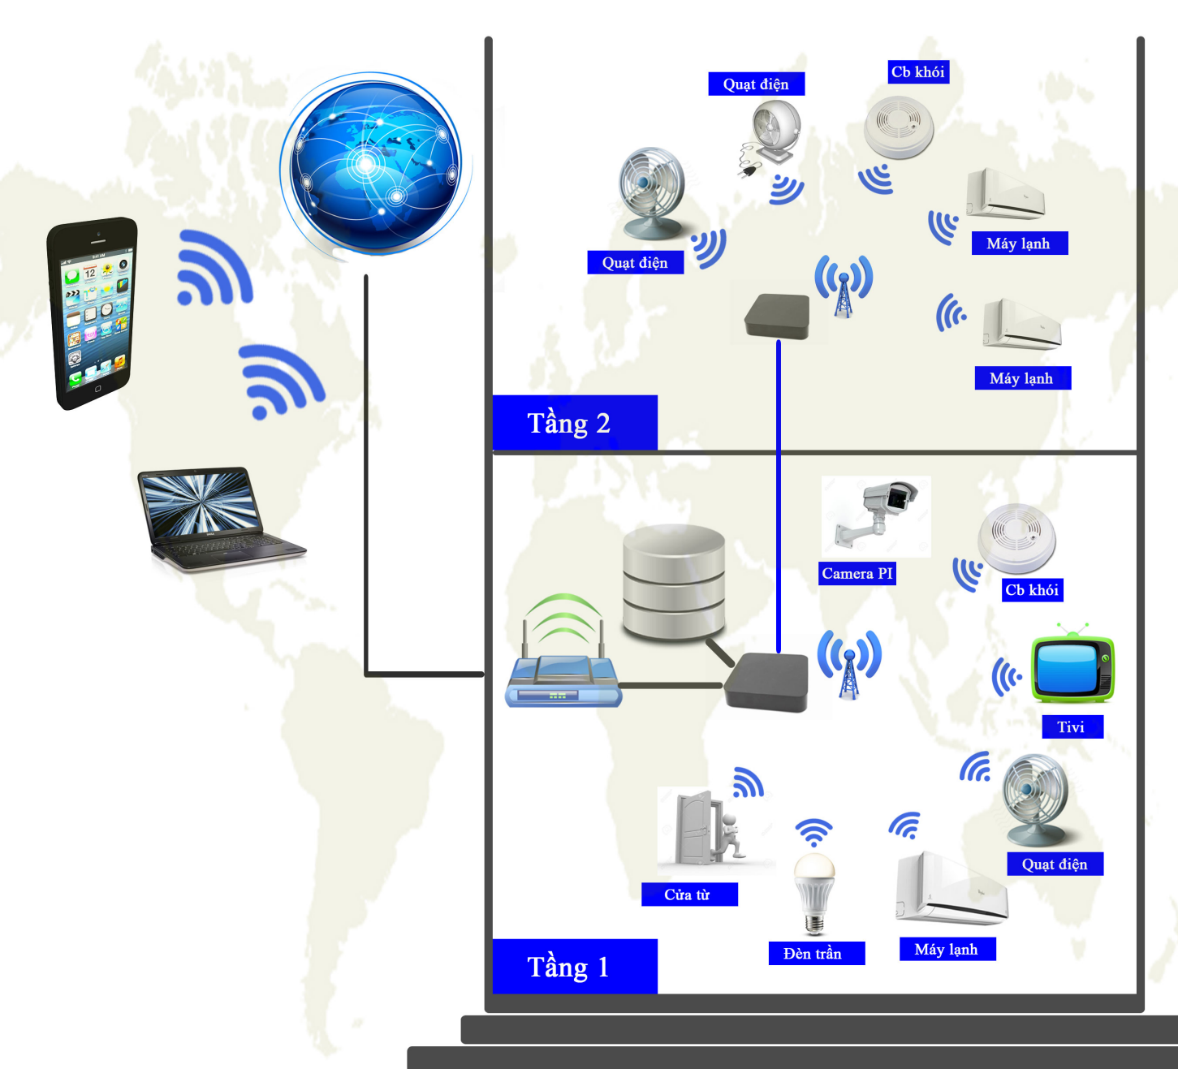 Cb khói
Quạt điện
Máy lạnh
Quạt điện
Máy lạnh
Tầng 2
12
Camera PI
Cb khói
Tivi
Quạt điện
Cửa từ
Đèn trần
Máy lạnh
Tầng 1